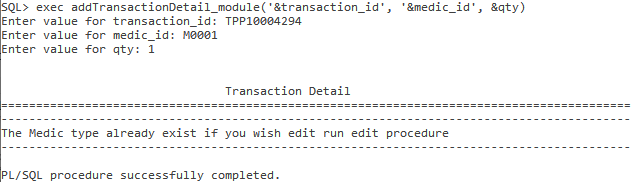 SQL> exec addTransactionDetail_module('&transaction_id', '&medic_id', &qty)
Enter value for transaction_id: TPP10004294
Enter value for medic_id: M0001
Enter value for qty: 1
Transaction Detail
==========================================================================================
------------------------------------------------------------------------------------------
The Medic type already exist if you wish edit run edit procedure
------------------------------------------------------------------------------------------
PL/SQL procedure successfully completed.